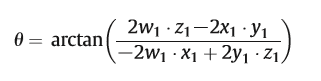 θ = arctan( (2w₁ · z₁ − 2x₁ · y₁) / (−2w₁ · x₁ + 2y₁ · z₁) )